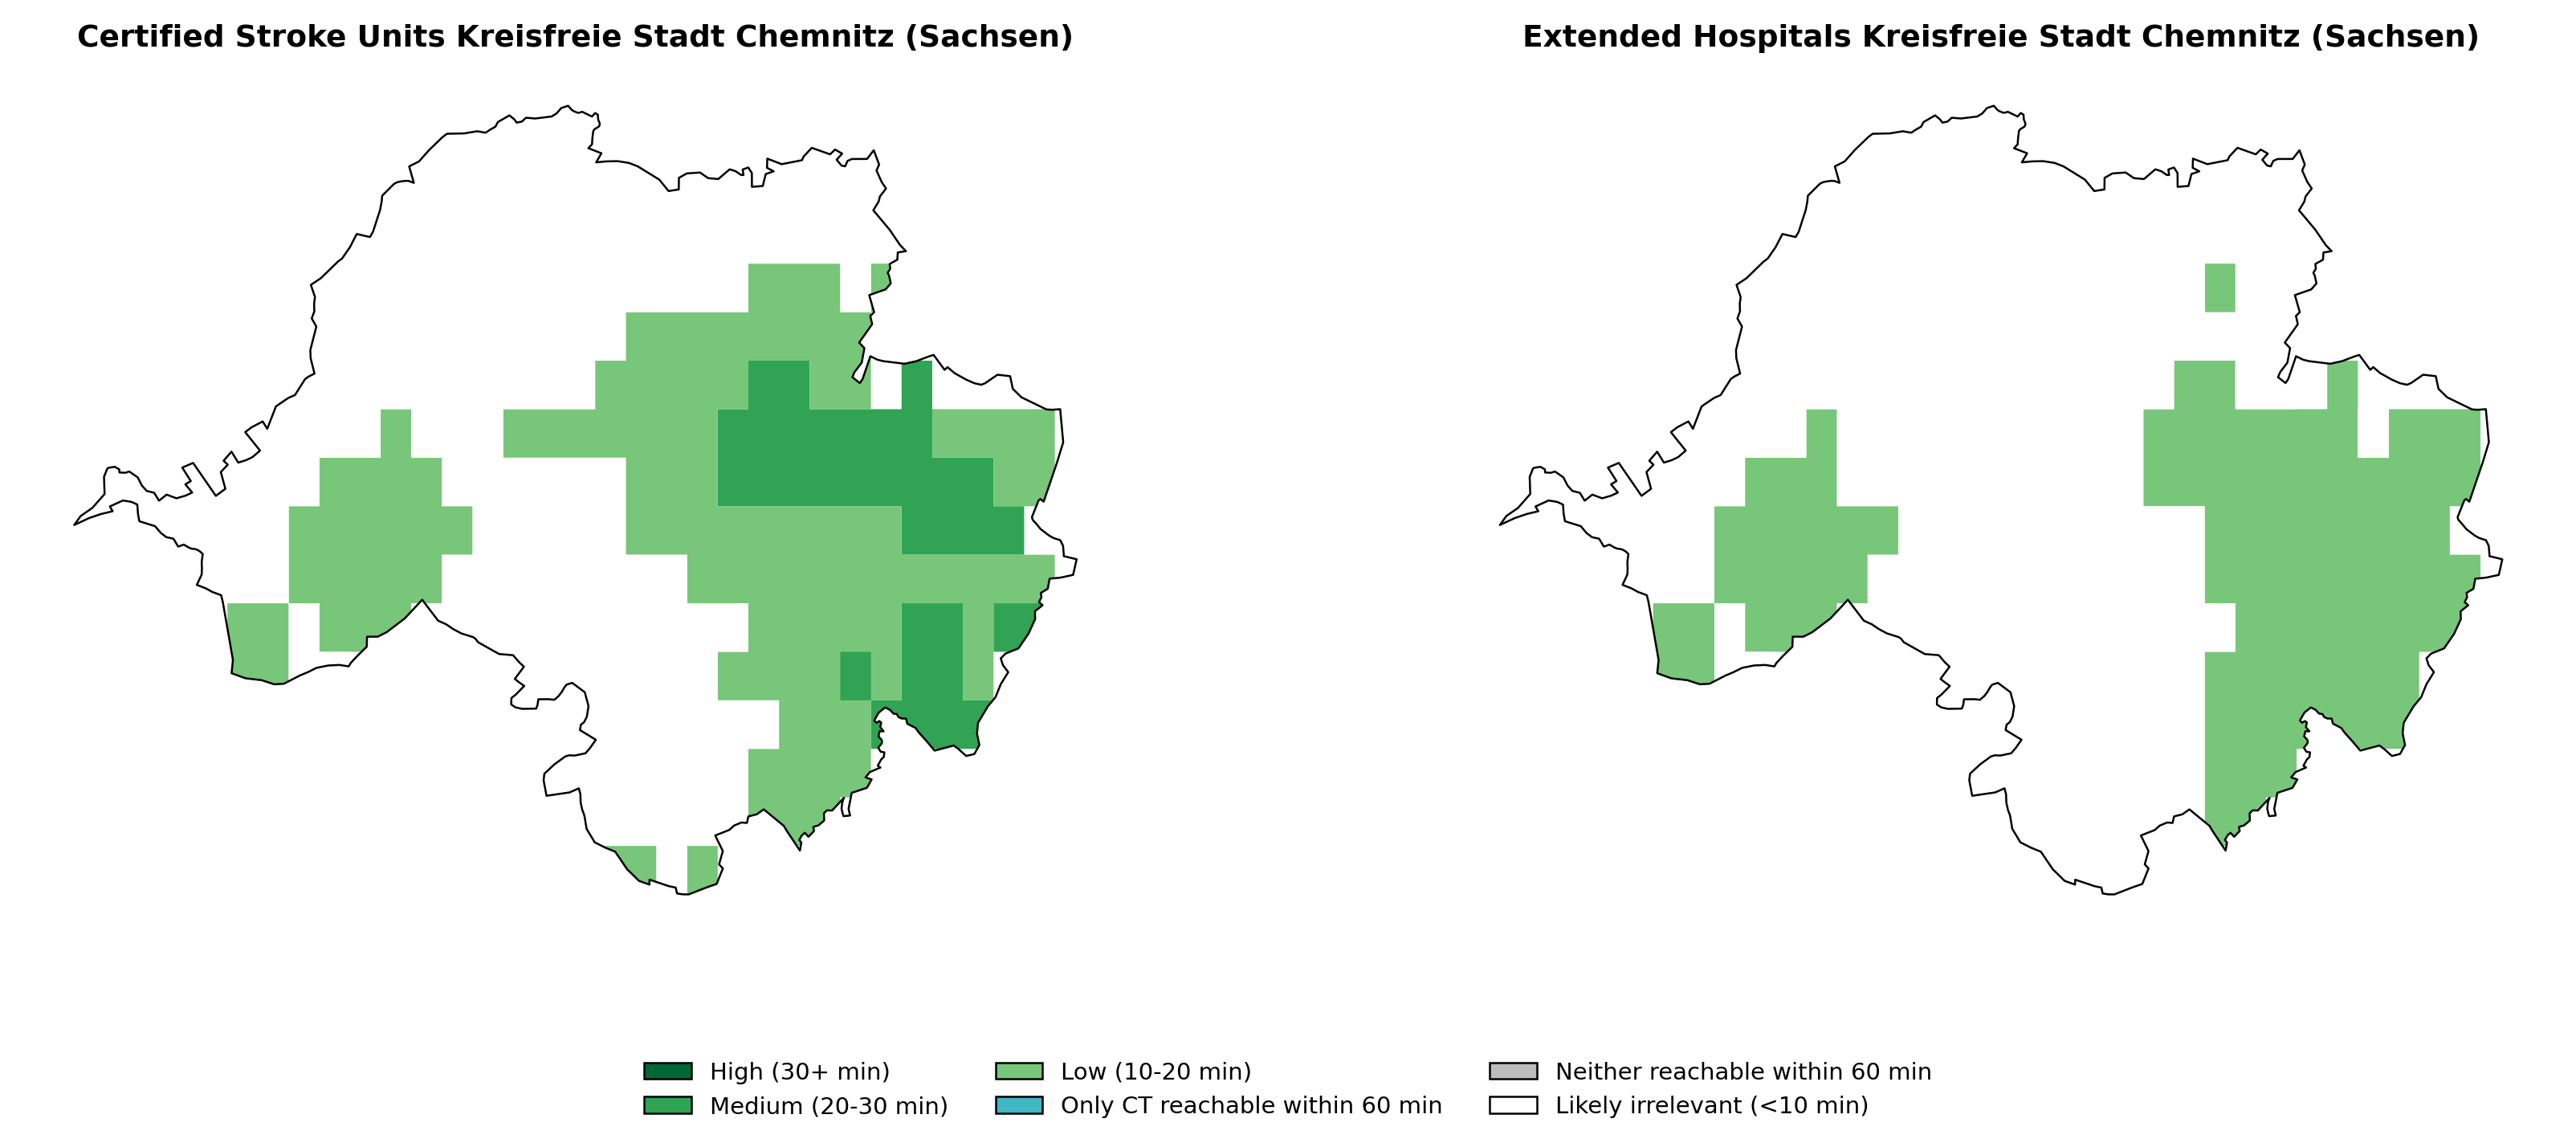 Certified Stroke Units Kreisfreie Stadt Chemnitz (Sachsen)
Extended Hospitals Kreisfreie Stadt Chemnitz (Sachsen)
High (30+ min)
Medium (20-30 min)
Low (10-20 min)
Only CT reachable within 60 min
Neither reachable within 60 min
Likely irrelevant (<10 min)